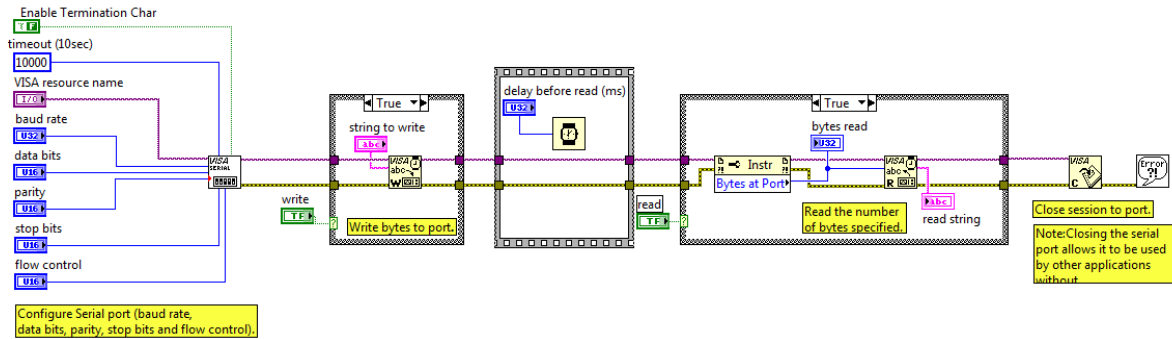 Enable Termination Char
TF
timeout (10sec)
10000
VISA resource name
I/O
baud rate
U32
data bits
U16
parity
U16
stop bits
U16
flow control
U16
Configure Serial port (baud rate,
data bits, parity, stop bits and flow control).
VISA
SERIAL
True
string to write
abc
VISA
abc
W
write
TF
Write bytes to port.
delay before read (ms)
U32
read
TF
True
bytes read
U32
Instr
Bytes at Port
VISA
abc
R
abc
read string
Read the number
of bytes specified.
VISA
C
Error
?!
Close session to port.
Note:Closing the serial
port allows it to be used
by other applications
without